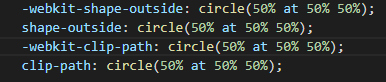 -webkit-shape-outside: circle(50% at 50% 50%);
shape-outside: circle(50% at 50% 50%);
-webkit-clip-path: circle(50% at 50% 50%);
clip-path: circle(50% at 50% 50%);